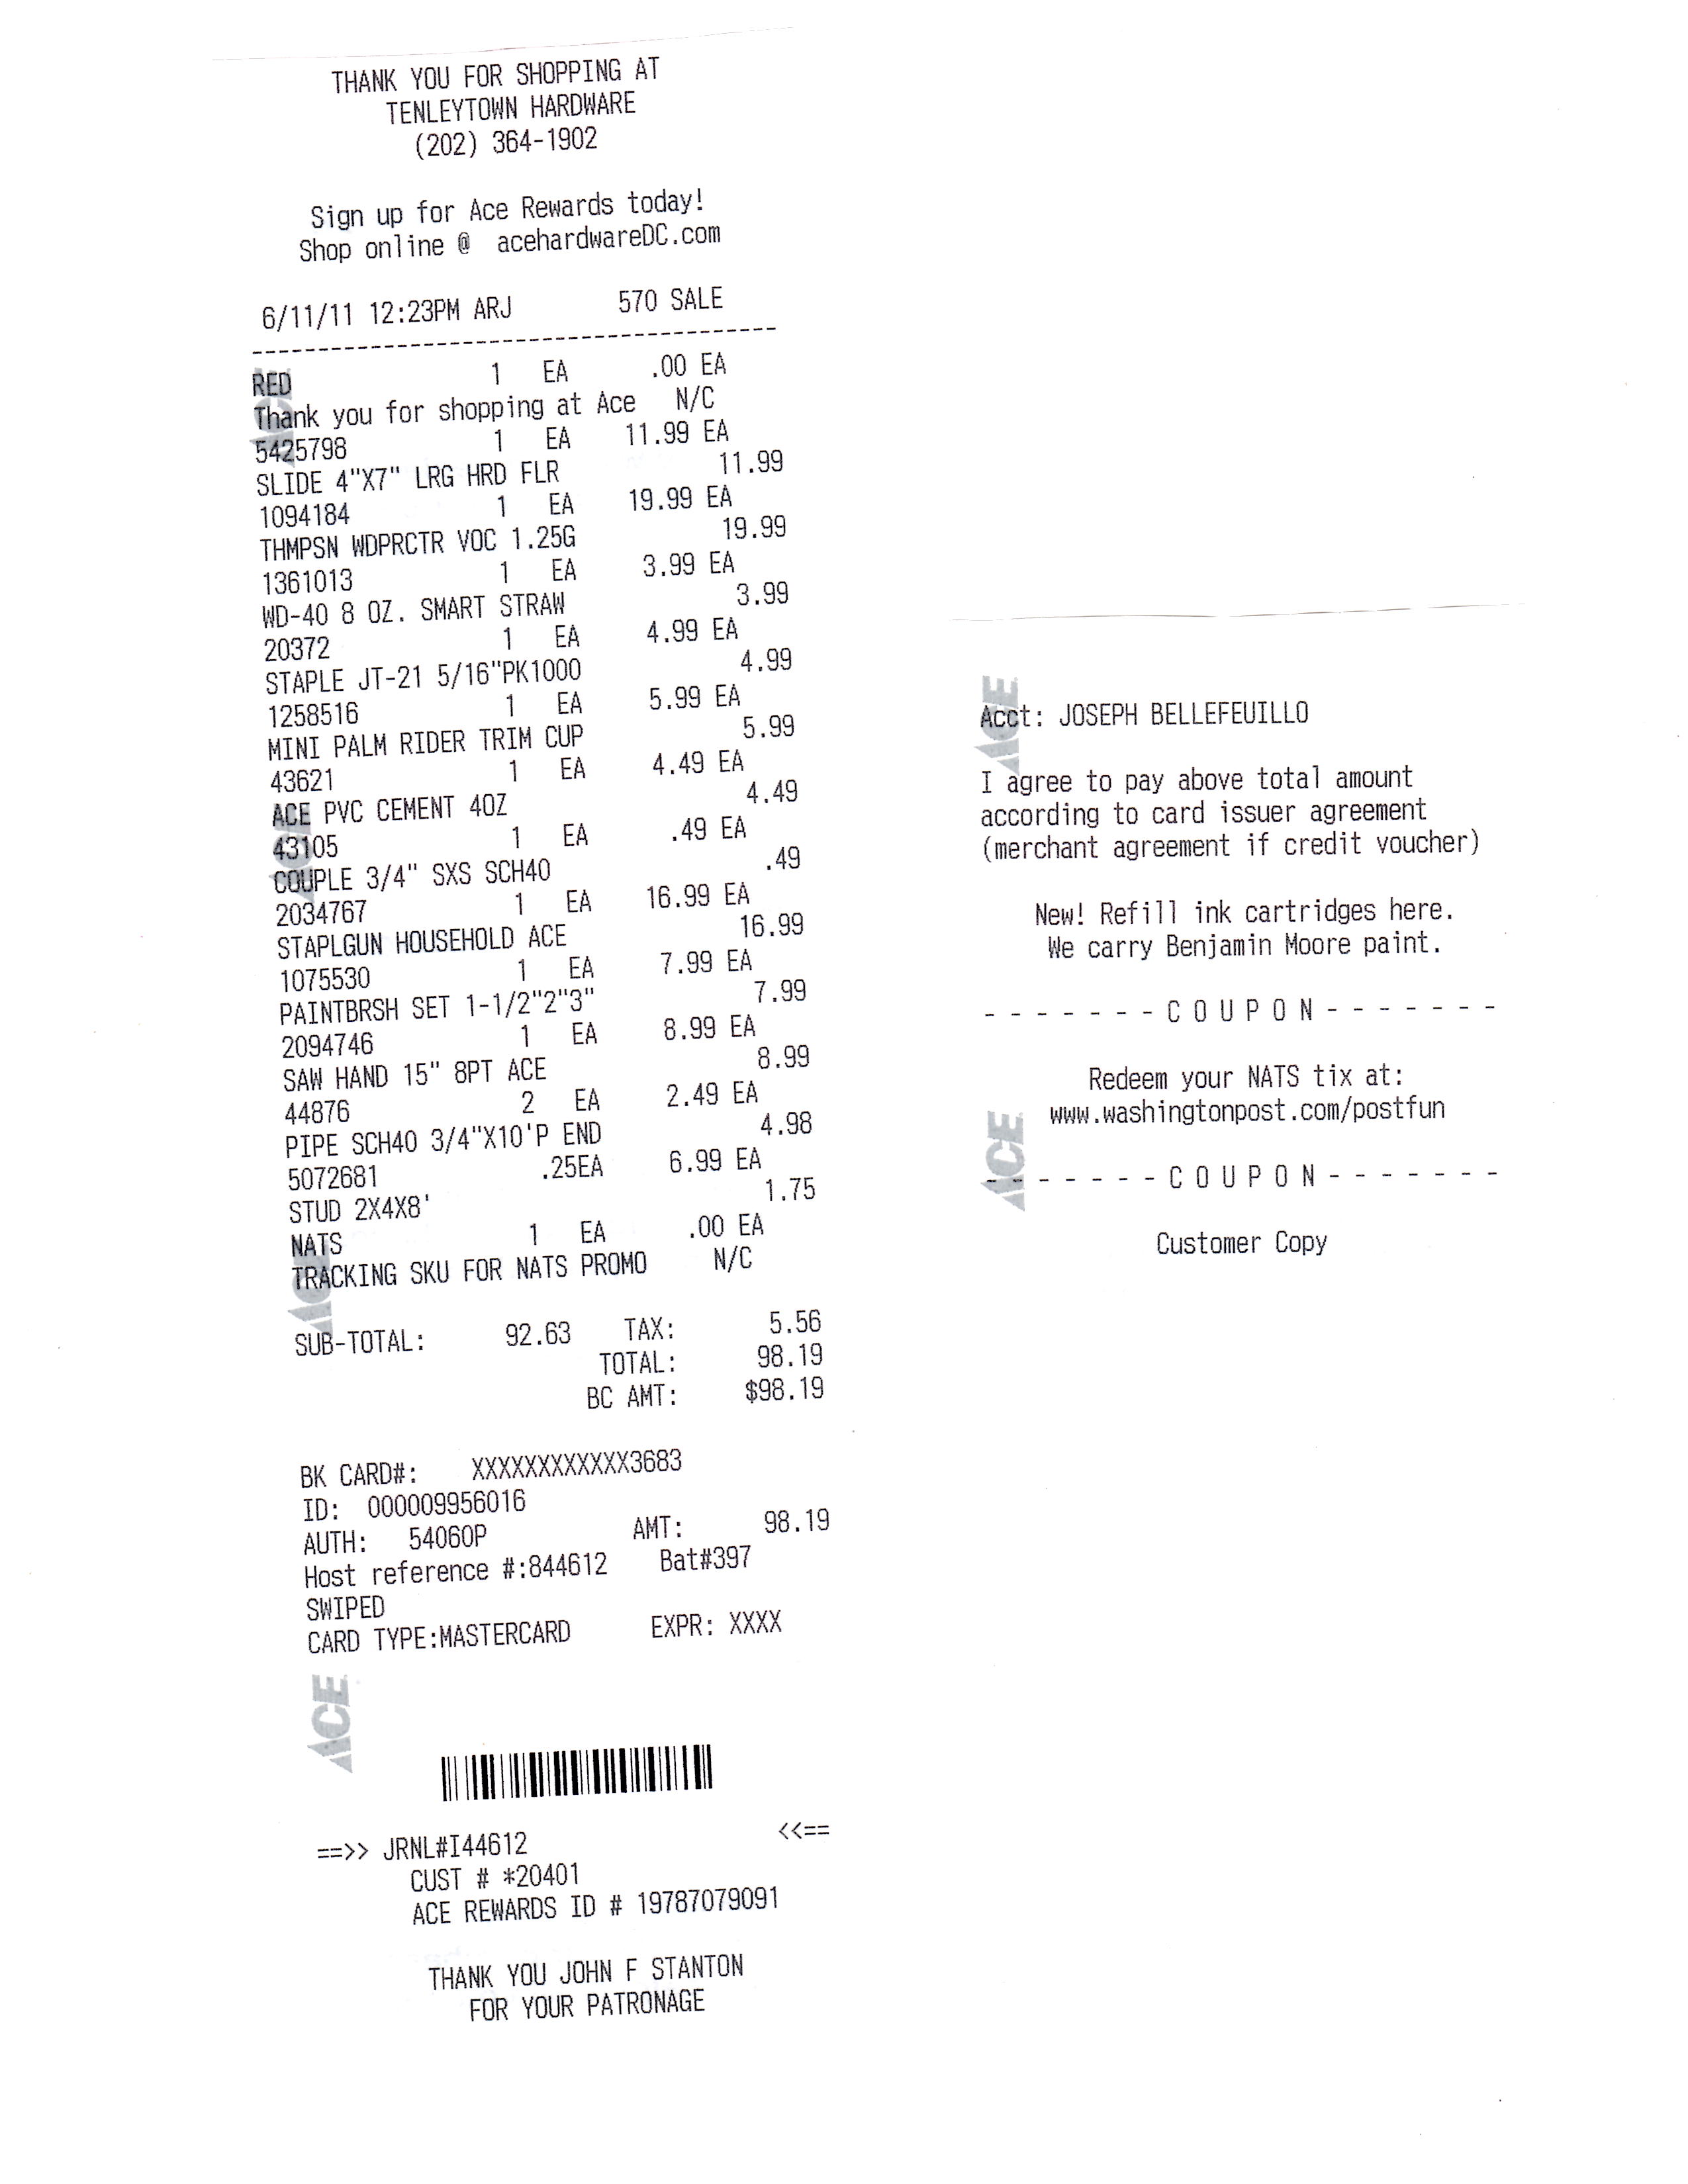 THANK YOU FOR SHOPPING AT
TENLEYTOWN HARDWARE
(202) 364-1902
Sign up for Ace Rewards today!
Shop online @ acehardwareDC.com
6/11/11 12:23PM ARJ 570 SALE
----------------------------------------
RED 1 EA .00 EA
Thank you for shopping at Ace N/C
5425798 1 EA 11.99 EA
SLIDE 4"X7" LRG HRD FLR 11.99
1094184 1 EA 19.99 EA
THMPSN WDPRCTR VOC 1.25G 19.99
1361013 1 EA 3.99 EA
WD-40 8 OZ. SMART STRAW 3.99
20372 1 EA 4.99 EA
STAPLE JT-21 5/16"PK1000 4.99
1258516 1 EA 5.99 EA
MINI PALM RIDER TRIM CUP 5.99
43621 1 EA 4.49 EA
ACE PVC CEMENT 4OZ 4.49
43105 1 EA .49 EA
COUPLE 3/4" SXS SCH40 .49
2034767 1 EA 16.99 EA
STAPLGUN HOUSEHOLD ACE 16.99
1075530 1 EA 7.99 EA
PAINTBRSH SET 1-1/2"2"3" 7.99
2094746 1 EA 8.99 EA
SAW HAND 15" 8PT ACE 8.99
44876 2 EA 2.49 EA
PIPE SCH40 3/4"X10'P END 4.98
5072681 .25EA 6.99 EA
STUD 2X4X8' 1.75
NATS 1 EA .00 EA
TRACKING SKU FOR NATS PROMO N/C
SUB-TOTAL: 92.63 TAX: 5.56
TOTAL: 98.19
BC AMT: $98.19
BK CARD#: XXXXXXXXXXXX3683
ID: 000009956016
AUTH: 54060P AMT: 98.19
Host reference #:844612 Bat#397
SWIPED
CARD TYPE:MASTERCARD EXPR: XXXX
ACE
==>> JRNL#I44612 <<==
CUST # *20401
ACE REWARDS ID # 19787079091
THANK YOU JOHN F STANTON
FOR YOUR PATRONAGE
ACE
Acct: JOSEPH BELLEFEUILLO
I agree to pay above total amount
according to card issuer agreement
(merchant agreement if credit voucher)
New! Refill ink cartridges here.
We carry Benjamin Moore paint.
- - - - - - - C O U P O N - - - - - - -
Redeem your NATS tix at:
www.washingtonpost.com/postfun
ACE
- - - - - - - C O U P O N - - - - - - -
Customer Copy